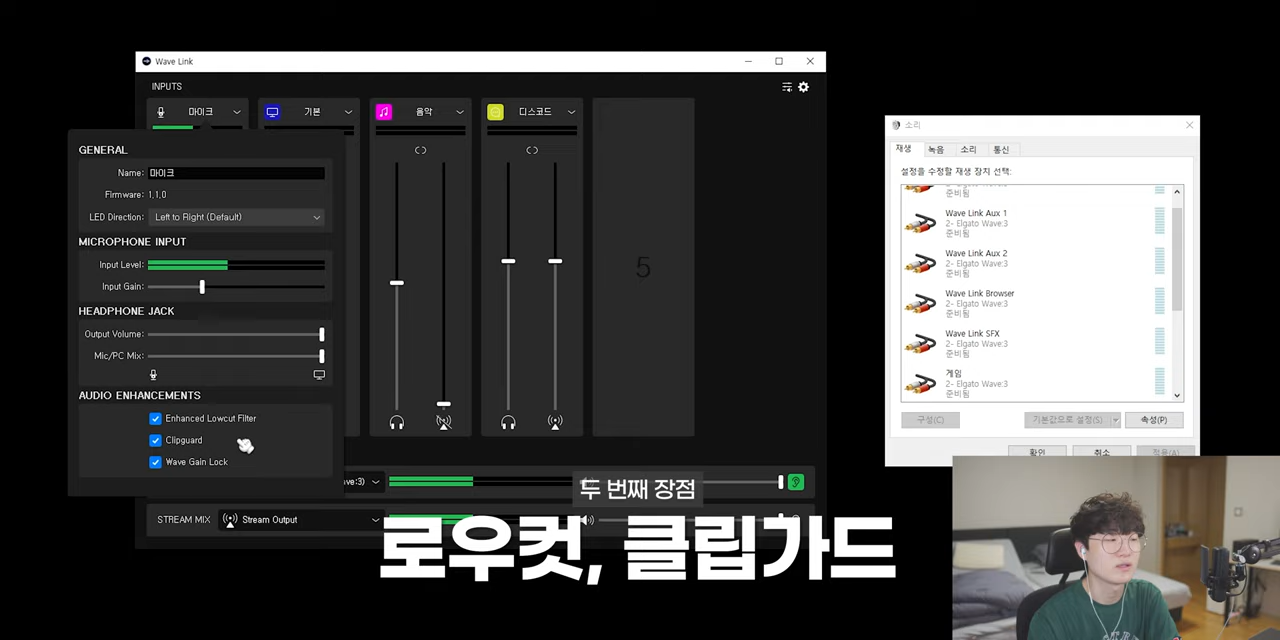 Wave Link
INPUTS
마이크
기본
음악
디스코드
GENERAL
Name: 마이크
Firmware: 1,1,0
LED Direction: Left to Right (Default)
MICROPHONE INPUT
Input Level:
Input Gain:
HEADPHONE JACK
Output Volume:
Mic/PC Mix:
AUDIO ENHANCEMENTS
Enhanced Lowcut Filter
Clipguard
Wave Gain Lock
5
ve:3)
STREAM MIX
Stream Output
소리
재생
녹음
소리
통신
설정을 수정할 재생 장치 선택:
준비됨
Wave Link Aux 1
2- Elgato Wave:3
준비됨
Wave Link Aux 2
2- Elgato Wave:3
준비됨
Wave Link Browser
2- Elgato Wave:3
준비됨
Wave Link SFX
2- Elgato Wave:3
준비됨
게임
2- Elgato Wave:3
준비됨
구성(C)
기본값으로 설정(S)
속성(P)
확인
취소
적용(A)
두 번째 장점
로우컷, 클립가드